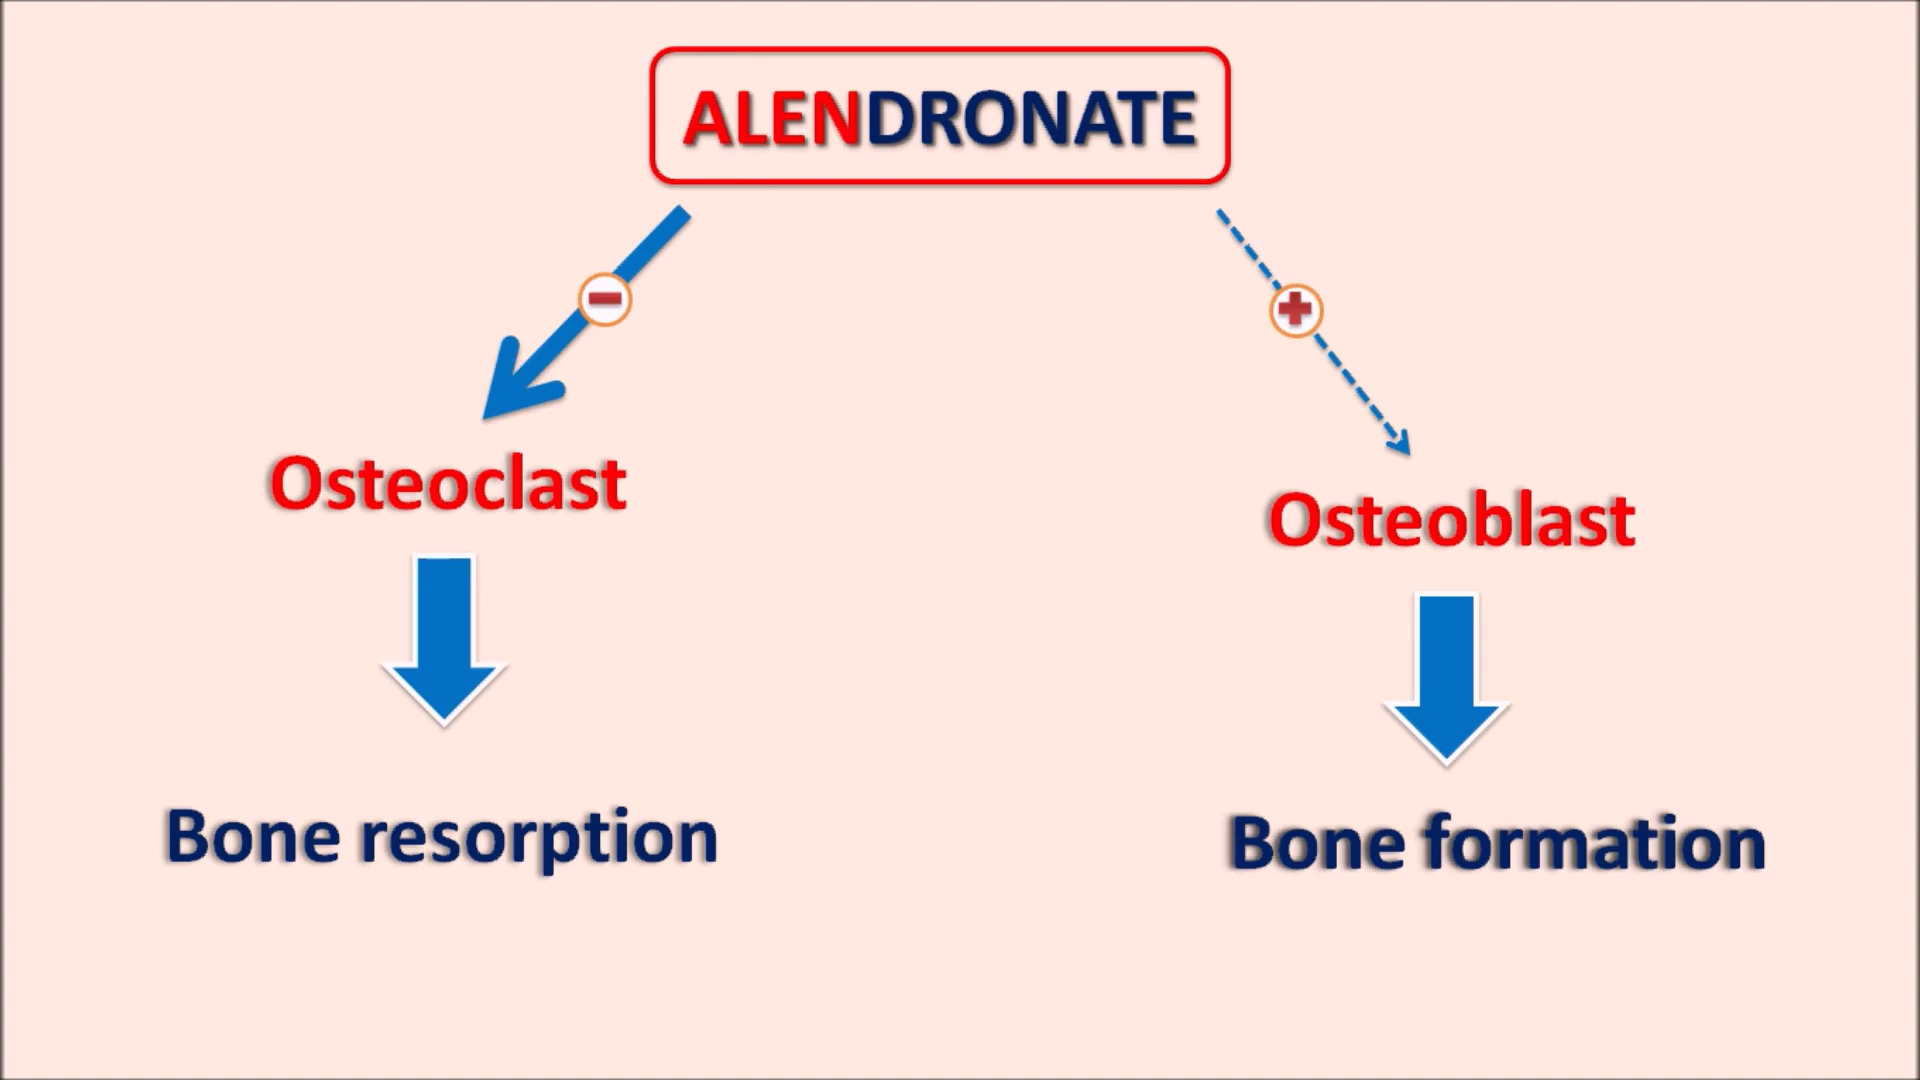 ALENDRONATE
Osteoclast
Osteoblast
Bone resorption
Bone formation